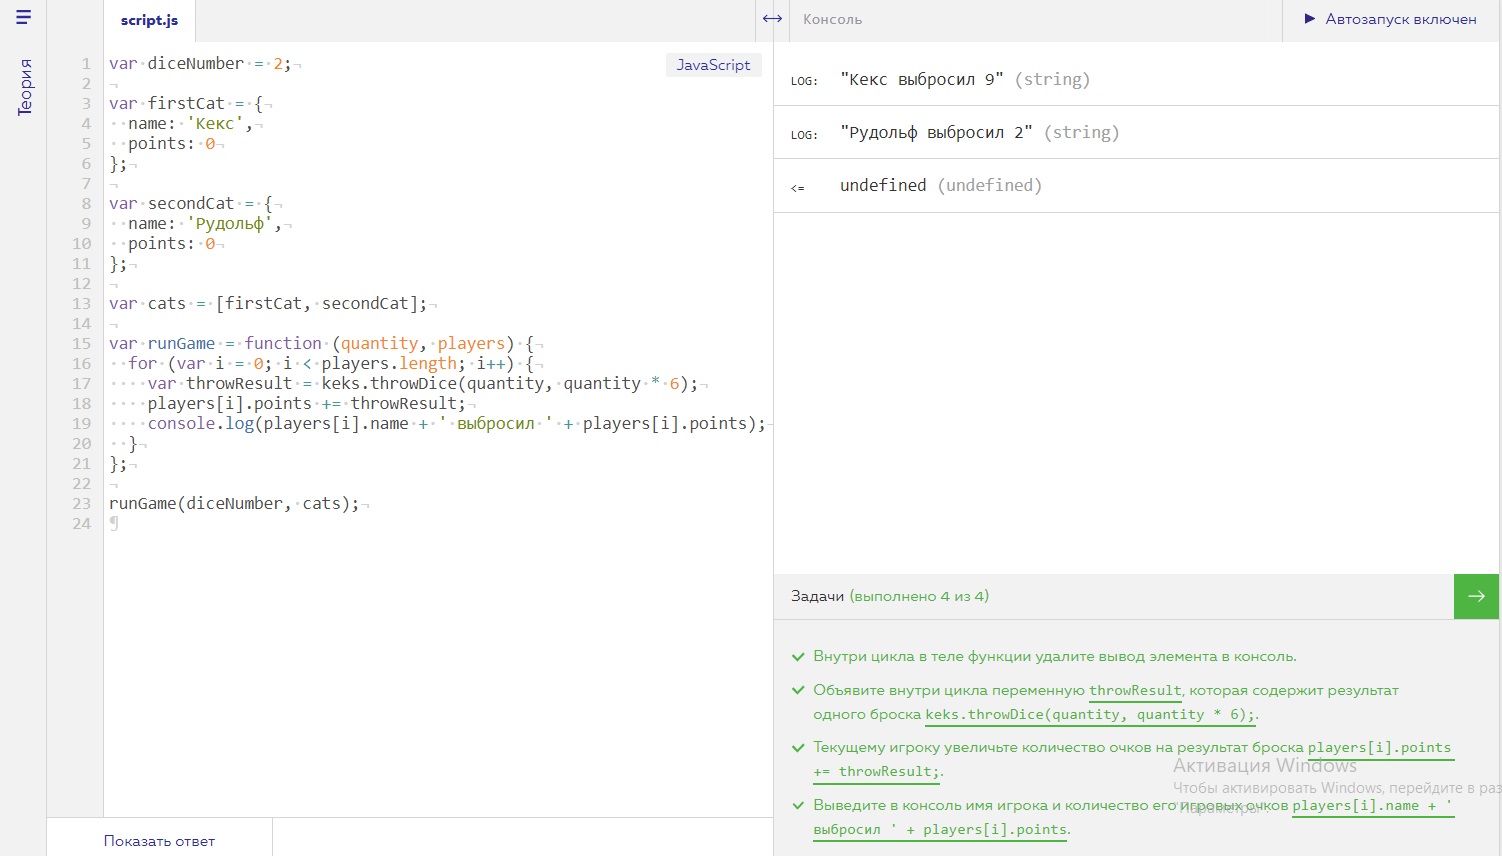 script.js
Консоль
Автозапуск включен
Теория
JavaScript
1 var diceNumber = 2;
2
3 var firstCat = {
4 name: 'Кекс',
5 points: 0
6 };
7
8 var secondCat = {
9 name: 'Рудольф',
10 points: 0
11 };
12
13 var cats = [firstCat, secondCat];
14
15 var runGame = function (quantity, players) {
16 for (var i = 0; i < players.length; i++) {
17 var throwResult = keks.throwDice(quantity, quantity * 6);
18 players[i].points += throwResult;
19 console.log(players[i].name + ' выбросил ' + players[i].points);
20 }
21 };
22
23 runGame(diceNumber, cats);
24
Показать ответ
LOG: "Кекс выбросил 9" (string)
LOG: "Рудольф выбросил 2" (string)
<= undefined (undefined)
Задачи (выполнено 4 из 4)
Внутри цикла в теле функции удалите вывод элемента в консоль.
Объявите внутри цикла переменную throwResult, которая содержит результат
одного броска keks.throwDice(quantity, quantity * 6);.
Текущему игроку увеличьте количество очков на результат броска players[i].points
+= throwResult;.
Выведите в консоль имя игрока и количество его игровых очков players[i].name + '
выбросил ' + players[i].points.
Активация Windows
Чтобы активировать Windows, перейдите в раз
"Параметры".